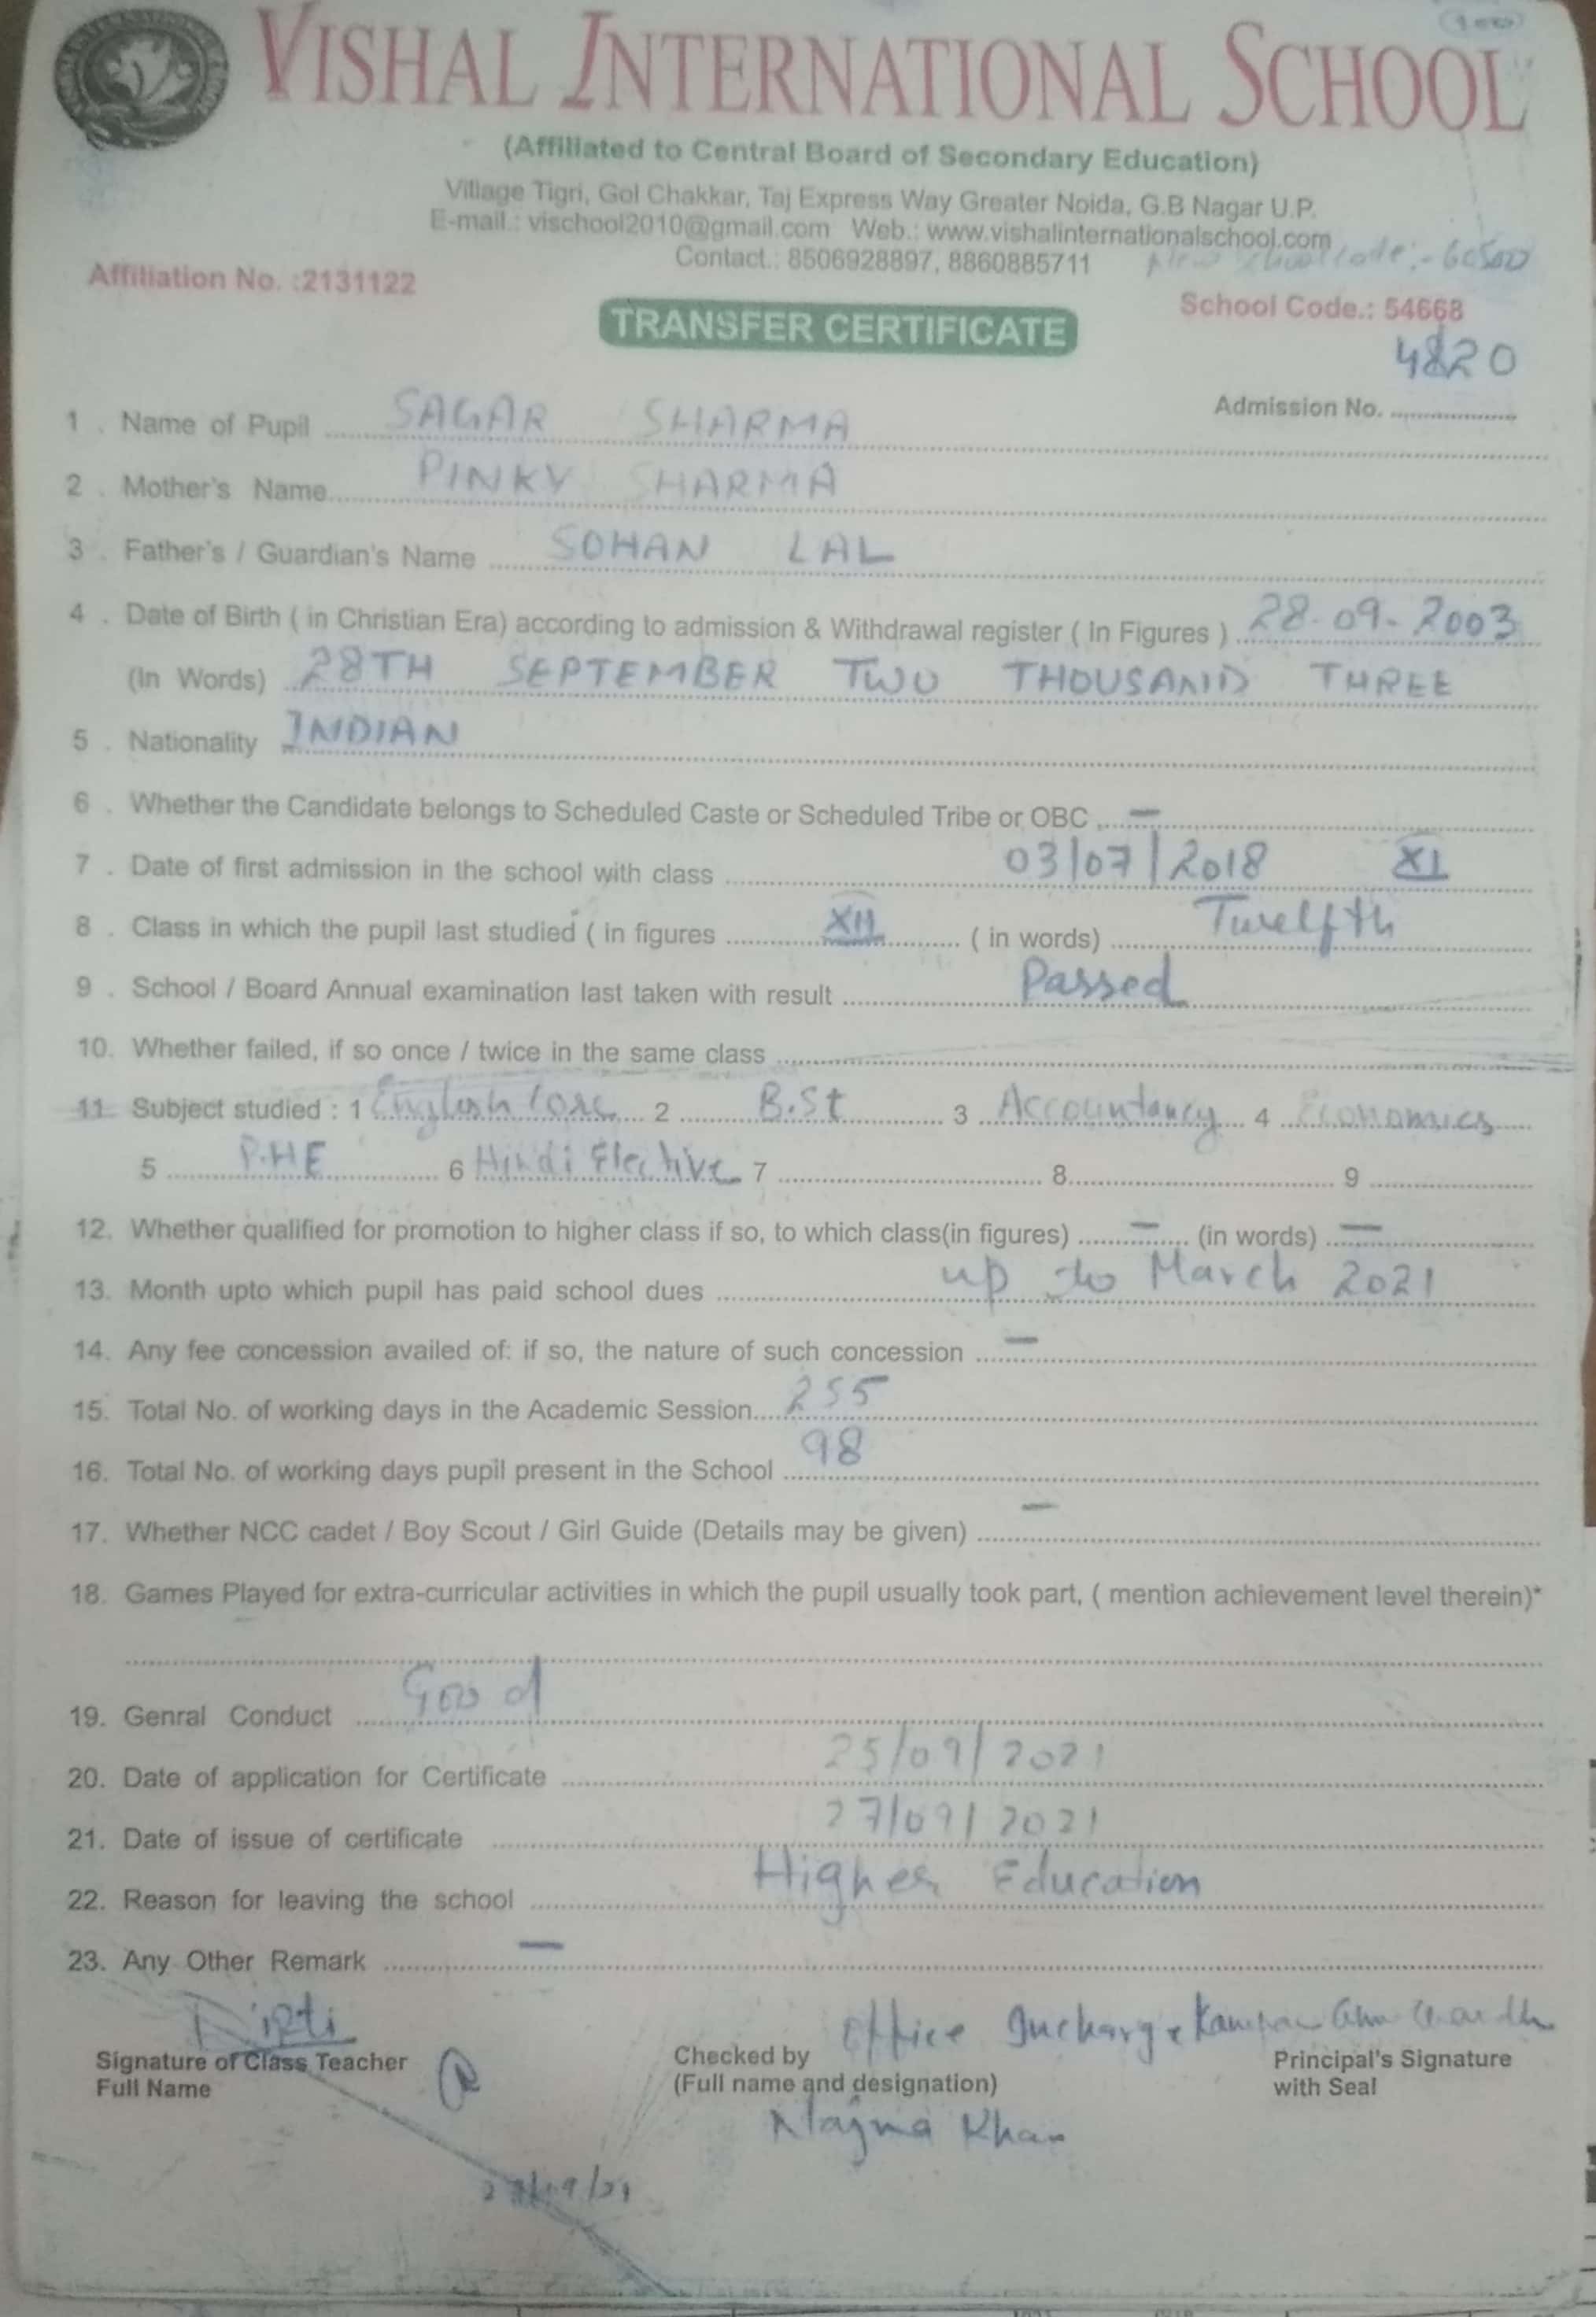 VISHAL INTERNATIONAL SCHOOL
(Affiliated to Central Board of Secondary Education)
Village Tigri, Gol Chakkar, Taj Express Way Greater Noida, G.B Nagar U.P.
E-mail.: vischool2010@gmail.com Web.: www.vishalinternationalschool.com
Contact.: 8506928897, 8860885711
New School code:- 60500
Affiliation No. :2131122
School Code.: 54668
TRANSFER CERTIFICATE
4820
Admission No.
1 . Name of Pupil SAGAR SHARMA
2 . Mother's Name PINKY SHARMA
3 . Father's / Guardian's Name SOHAN LAL
4 . Date of Birth ( in Christian Era) according to admission & Withdrawal register ( In Figures ) 28-09-2003
(In Words) 28TH SEPTEMBER TWO THOUSAND THREE
5 . Nationality INDIAN
6 . Whether the Candidate belongs to Scheduled Caste or Scheduled Tribe or OBC —
7 . Date of first admission in the school with class 03/07/2018 XI
8 . Class in which the pupil last studied ( in figures XII ( in words) Twelfth
9 . School / Board Annual examination last taken with result Passed
10. Whether failed, if so once / twice in the same class
11. Subject studied : 1 English Core 2 B.St 3 Accountancy 4 Economics
5 P.HE 6 Hindi Elective 7 8 9
12. Whether qualified for promotion to higher class if so, to which class(in figures) — (in words) —
13. Month upto which pupil has paid school dues up to March 2021
14. Any fee concession availed of: if so, the nature of such concession —
15. Total No. of working days in the Academic Session 255
16. Total No. of working days pupil present in the School 98
17. Whether NCC cadet / Boy Scout / Girl Guide (Details may be given) —
18. Games Played for extra-curricular activities in which the pupil usually took part, ( mention achievement level therein)*
19. Genral Conduct Good
20. Date of application for Certificate 25/09/2021
21. Date of issue of certificate 27/09/2021
22. Reason for leaving the school Higher Education
23. Any Other Remark —
Office Incharge
Signature of Class Teacher
Full Name
Checked by
(Full name and designation)
Najma Khan
Principal's Signature
with Seal